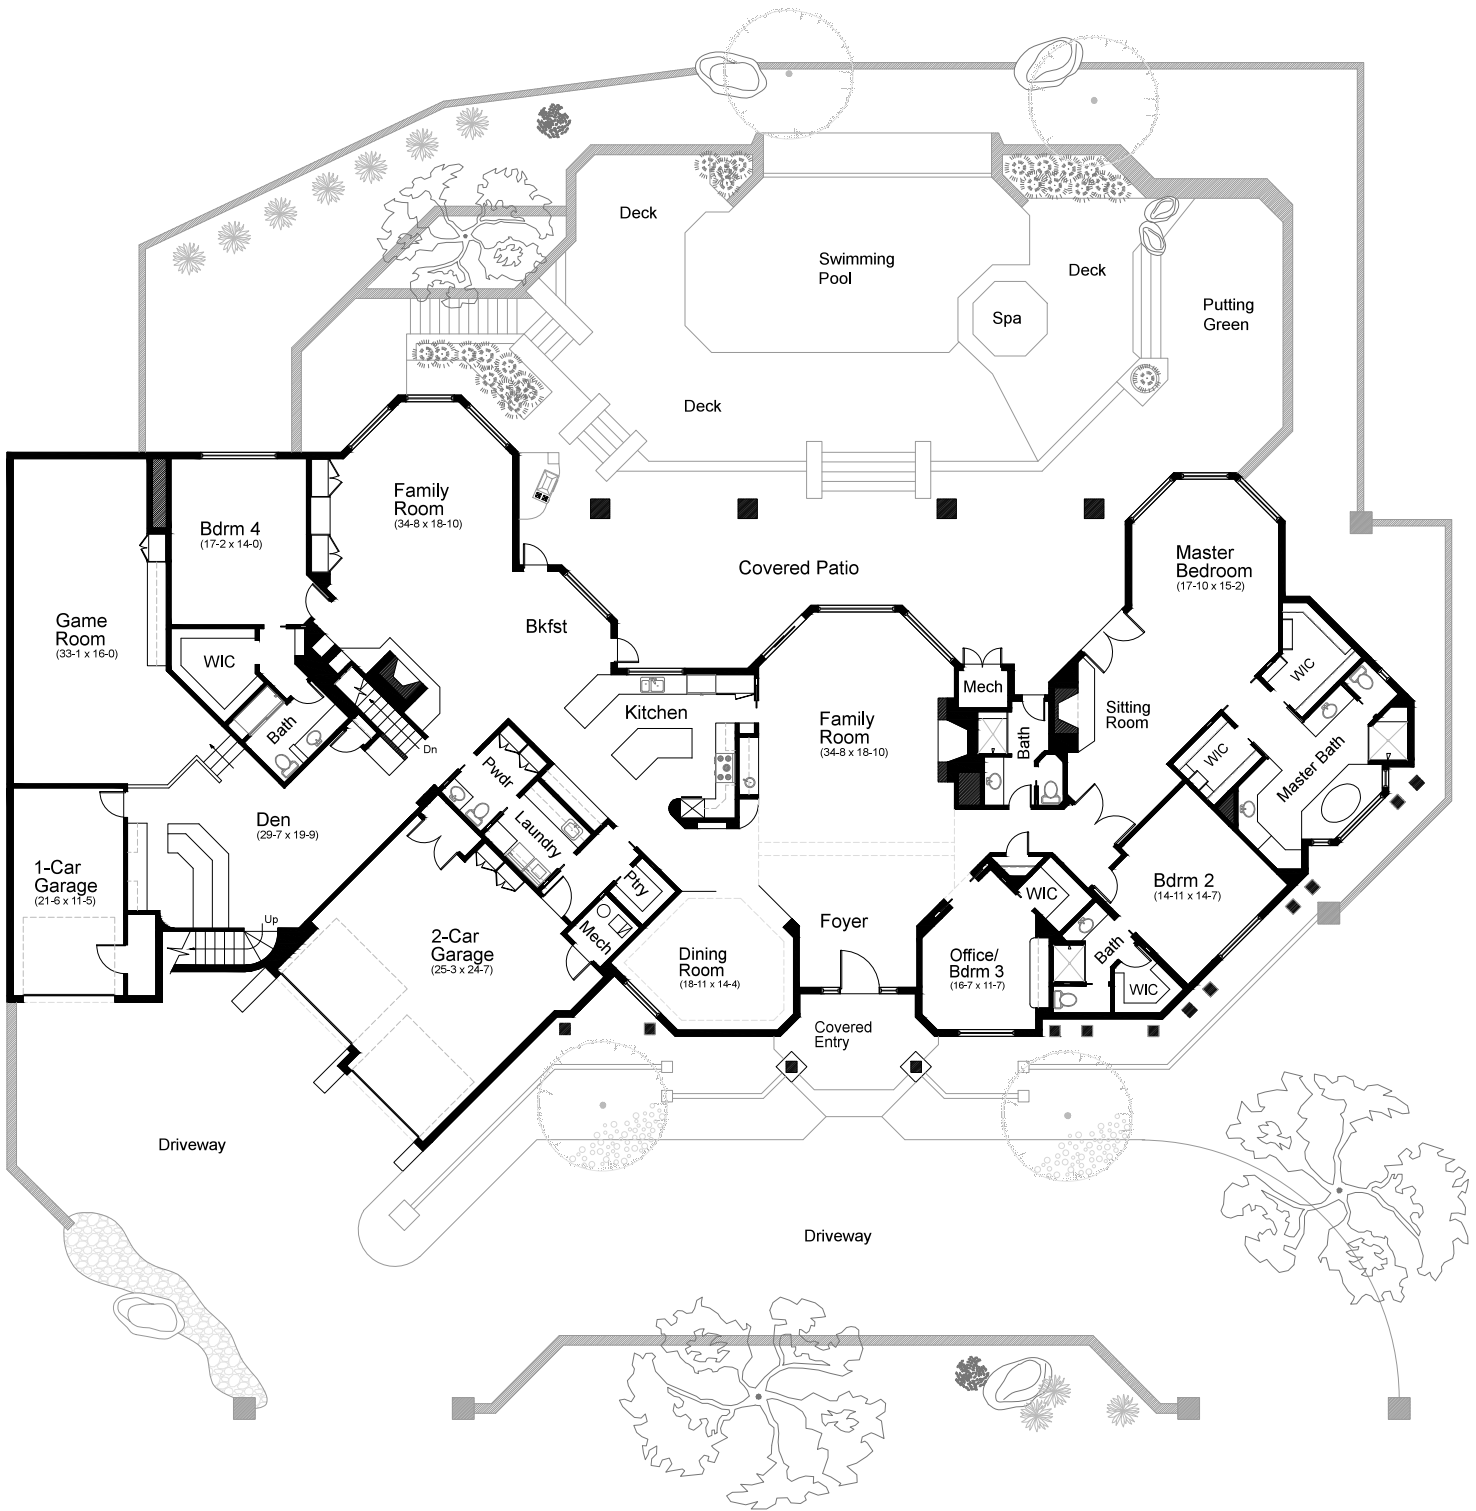 Deck
Swimming
Pool
Deck
Spa
Putting
Green
Deck
Family
Room
(34-8 x 18-10)
Bdrm 4
(17-2 x 14-0)
Covered Patio
Master
Bedroom
(17-10 x 15-2)
Game
Room
(33-1 x 16-0)
Bkfst
WIC
WIC
Mech
Kitchen
Family
Room
(34-8 x 18-10)
Sitting
Room
Bath
Bath
Dn
WIC
Master Bath
Pwdr
Laundry
Den
(29-7 x 19-9)
1-Car
Garage
(21-6 x 11-5)
Ptry
WIC
Bdrm 2
(14-11 x 14-7)
Up
2-Car
Garage
(25-3 x 24-7)
Mech
Foyer
Dining
Room
(18-11 x 14-4)
Office/
Bdrm 3
(16-7 x 11-7)
Bath
WIC
Covered
Entry
Driveway
Driveway